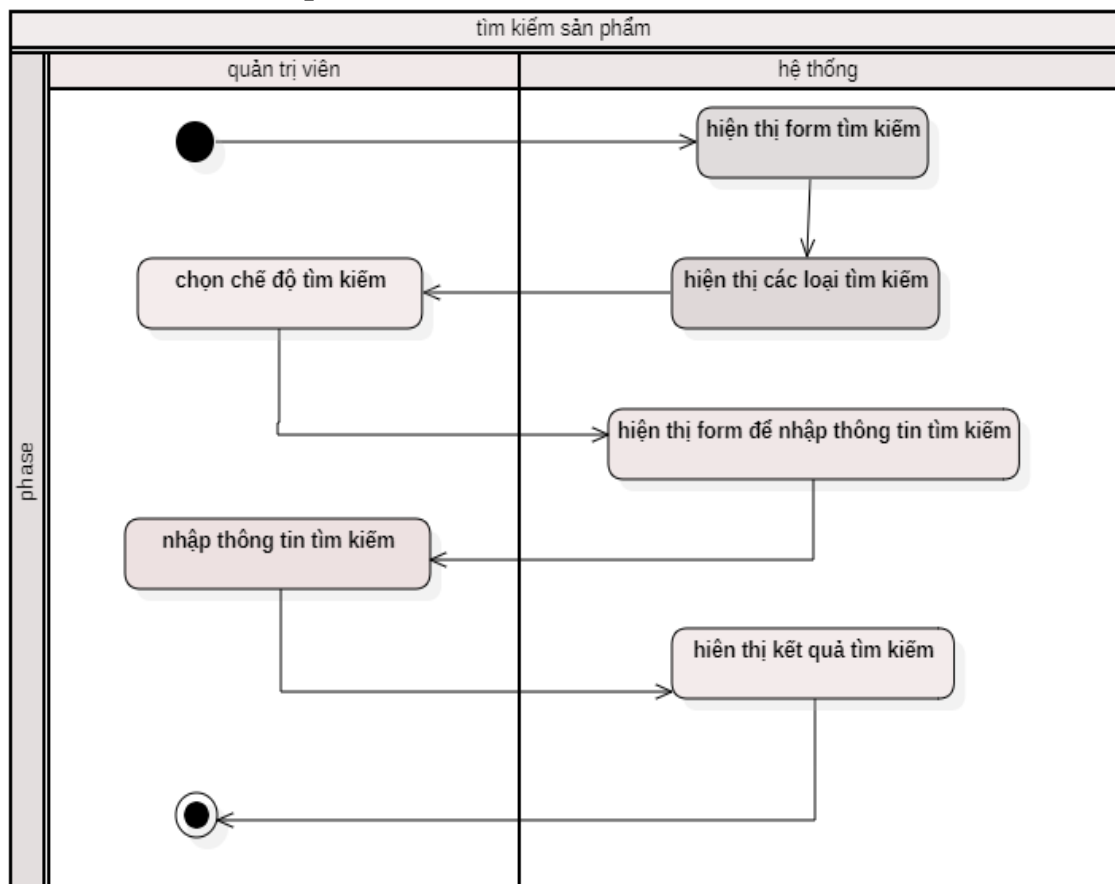 tìm kiếm sản phẩm
quản trị viên
hệ thống
phase
hiện thị form tìm kiếm
chọn chế độ tìm kiếm
hiện thị các loại tìm kiếm
hiện thị form để nhập thông tin tìm kiếm
nhập thông tin tìm kiếm
hiên thị kết quả tìm kiếm